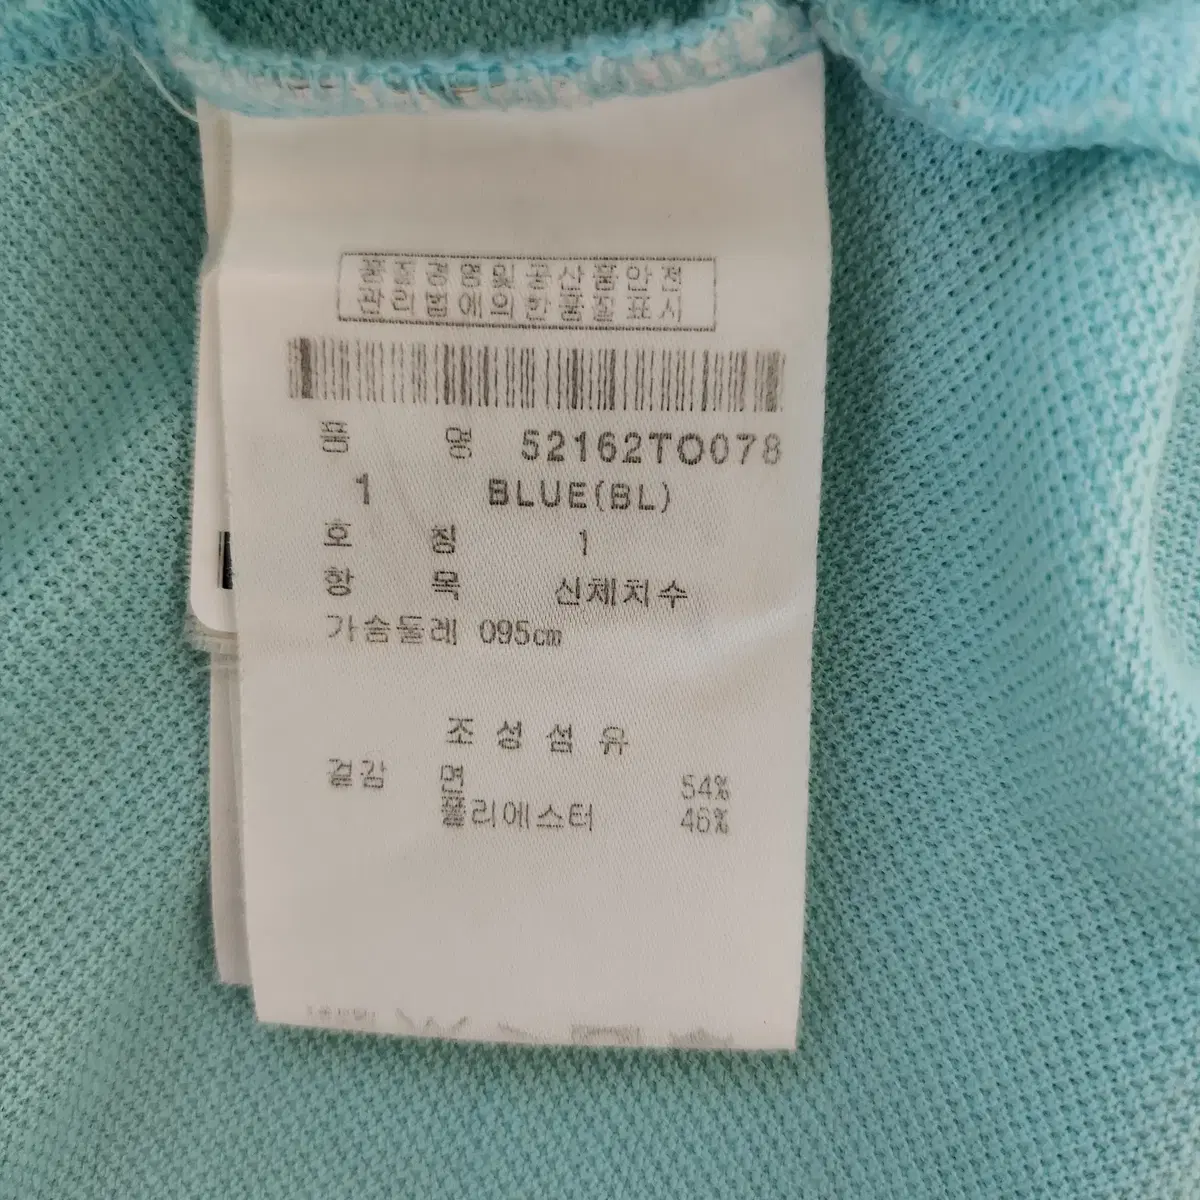 품질경영및공산품안전
관리법에의한품질표시
품 명 52162TO078
1 BLUE(BL)
호 칭 1
항 목 신체치수
가슴둘레 095cm
조성섬유
겉감 면 54%
폴리에스터 46%